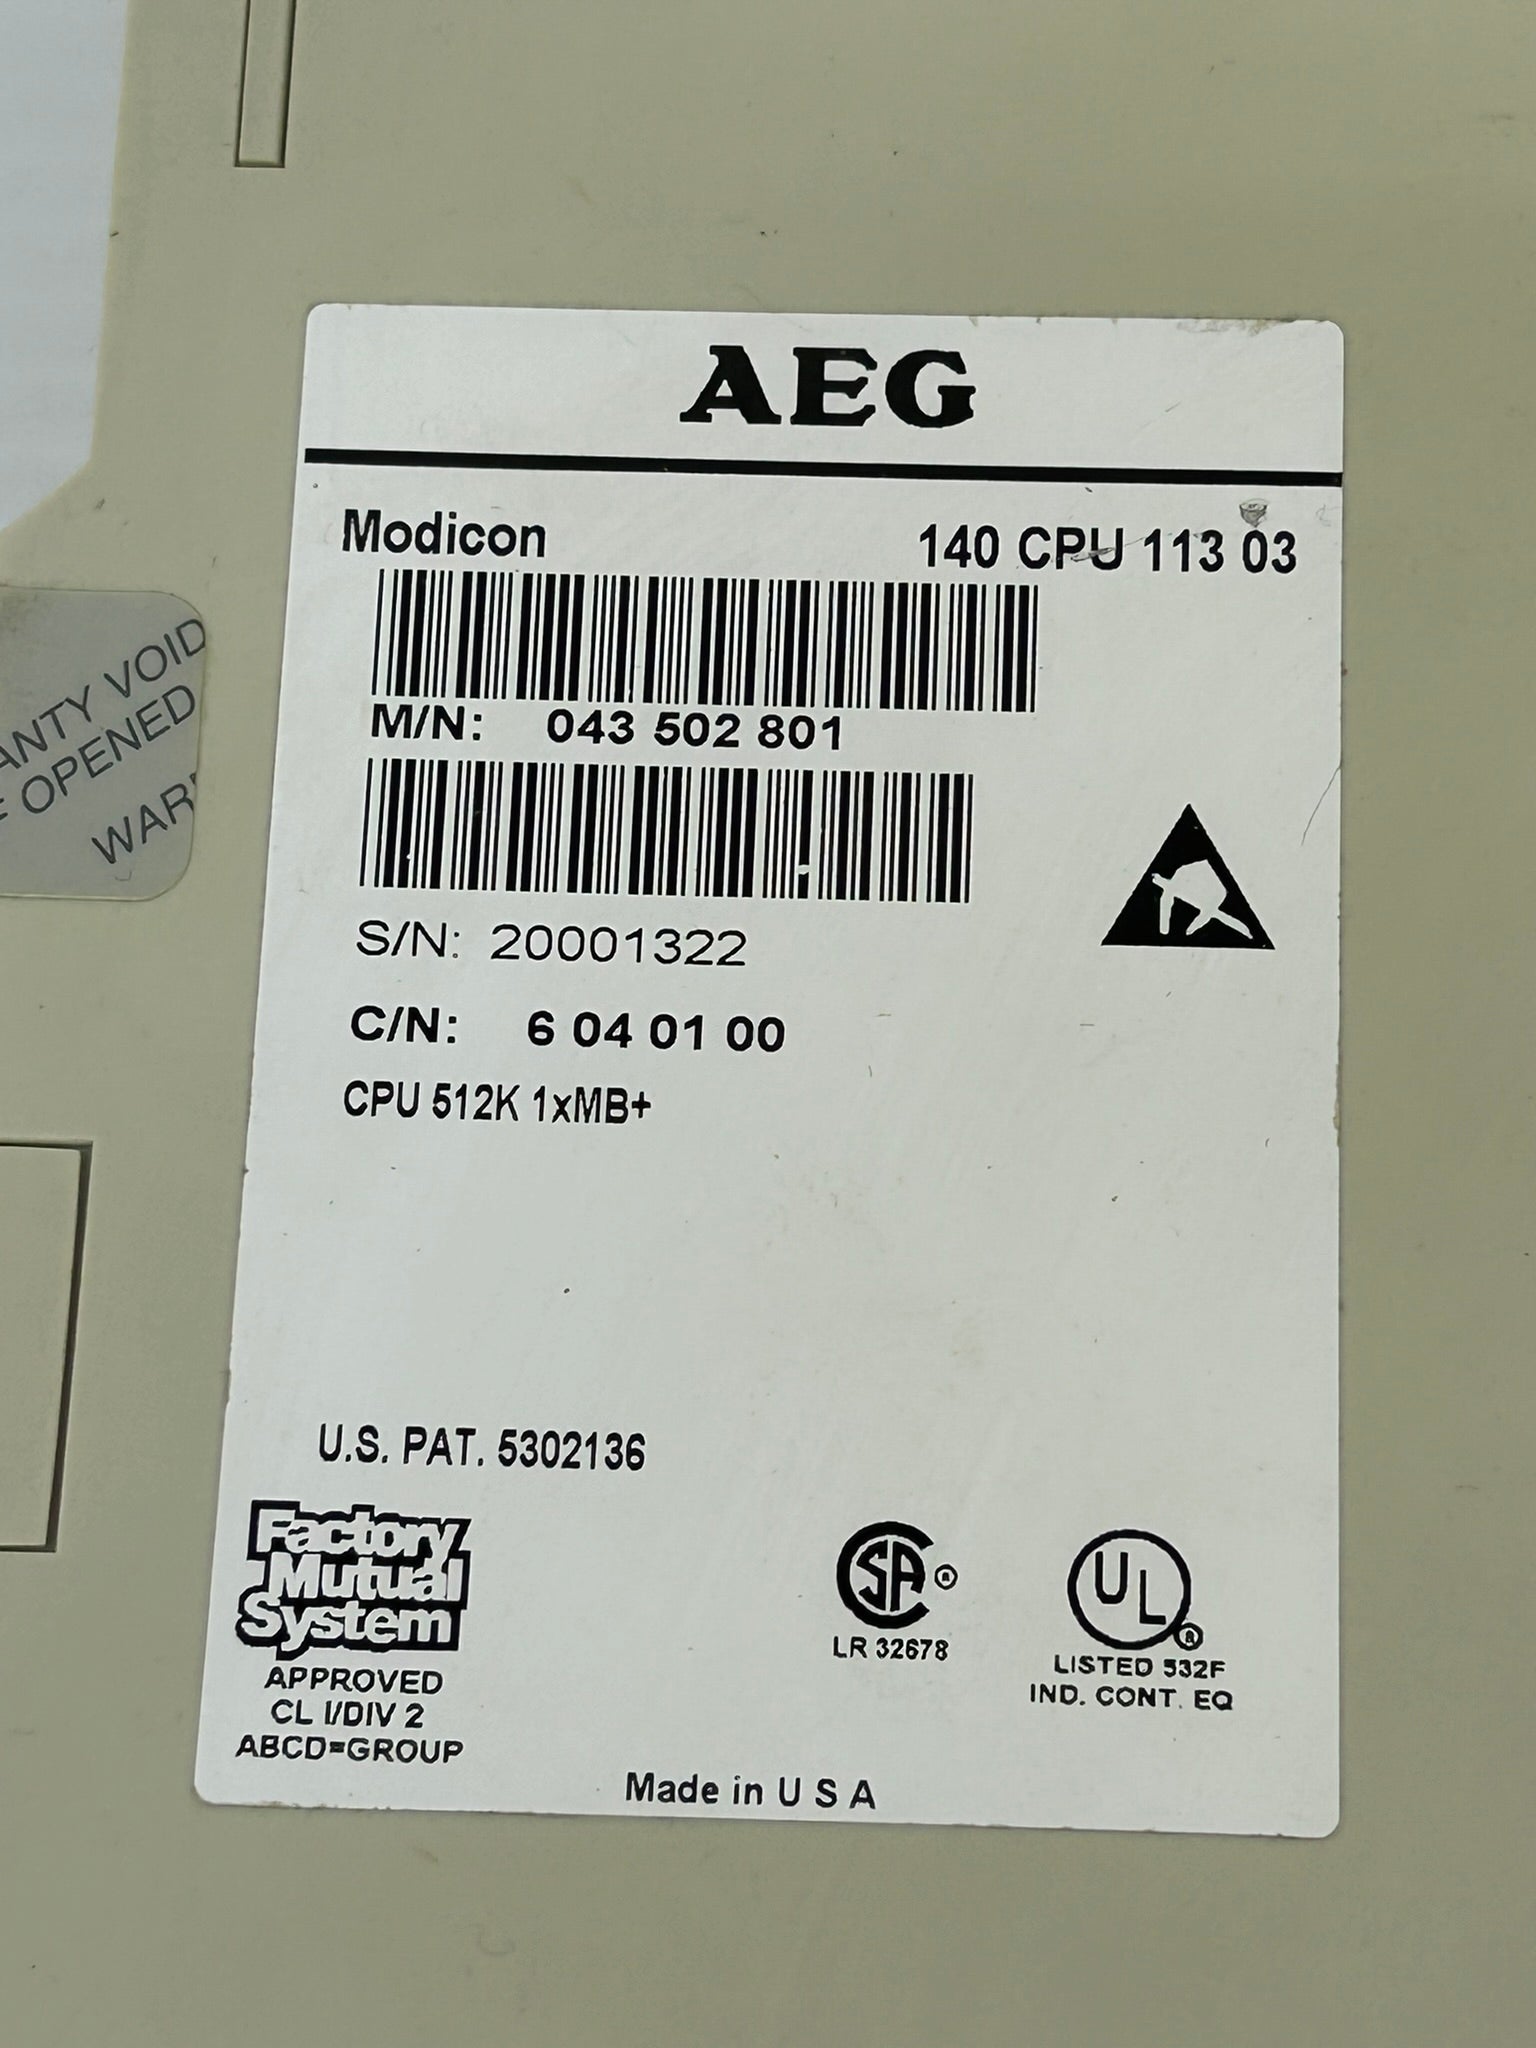 AEG
Modicon 140 CPU 113 03
M/N: 043 502 801
S/N: 20001322
C/N: 6 04 01 00
CPU 512K 1xMB+
U.S. PAT. 5302136
Factory
Mutual
System
APPROVED
CL I/DIV 2
ABCD=GROUP
SA ®
LR 32678
UL ®
LISTED 532F
IND. CONT. EQ
Made in U S A
VOID
OPENED